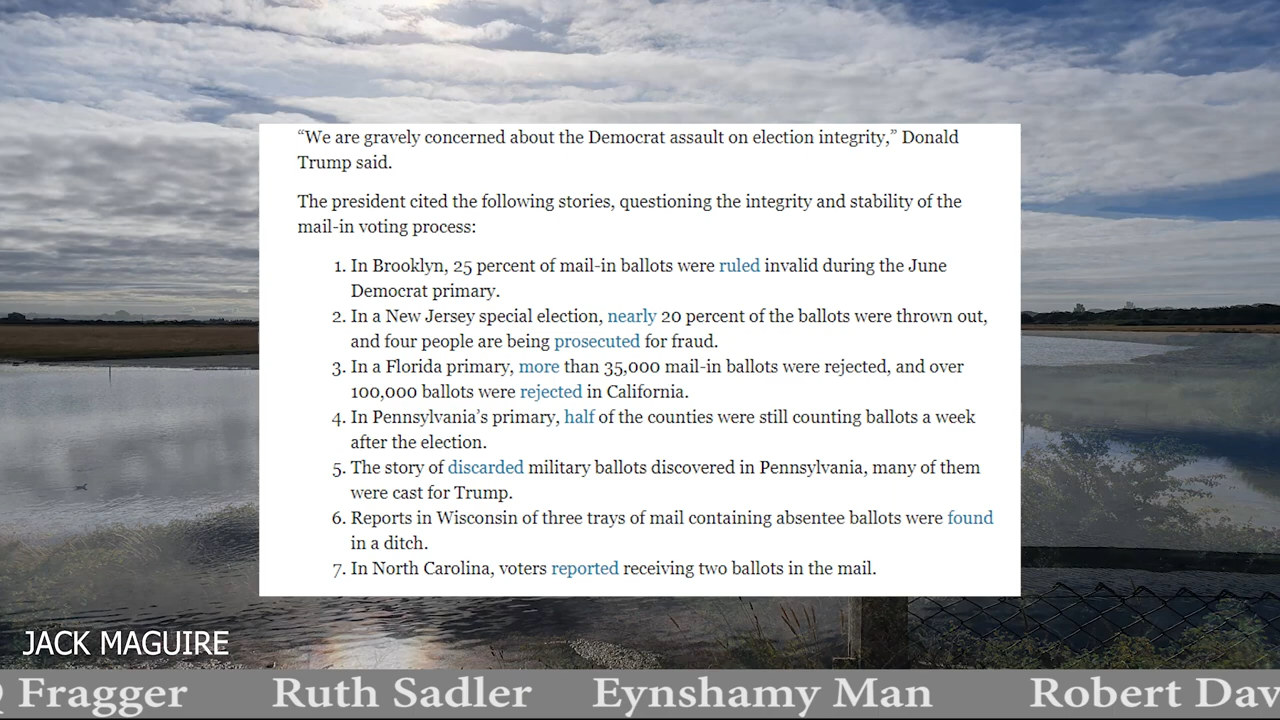 “We are gravely concerned about the Democrat assault on election integrity,” Donald
Trump said.
The president cited the following stories, questioning the integrity and stability of the
mail-in voting process:
1. In Brooklyn, 25 percent of mail-in ballots were ruled invalid during the June
Democrat primary.
2. In a New Jersey special election, nearly 20 percent of the ballots were thrown out,
and four people are being prosecuted for fraud.
3. In a Florida primary, more than 35,000 mail-in ballots were rejected, and over
100,000 ballots were rejected in California.
4. In Pennsylvania’s primary, half of the counties were still counting ballots a week
after the election.
5. The story of discarded military ballots discovered in Pennsylvania, many of them
were cast for Trump.
6. Reports in Wisconsin of three trays of mail containing absentee ballots were found
in a ditch.
7. In North Carolina, voters reported receiving two ballots in the mail.
JACK MAGUIRE
Fragger Ruth Sadler Eynshamy Man Robert Dav